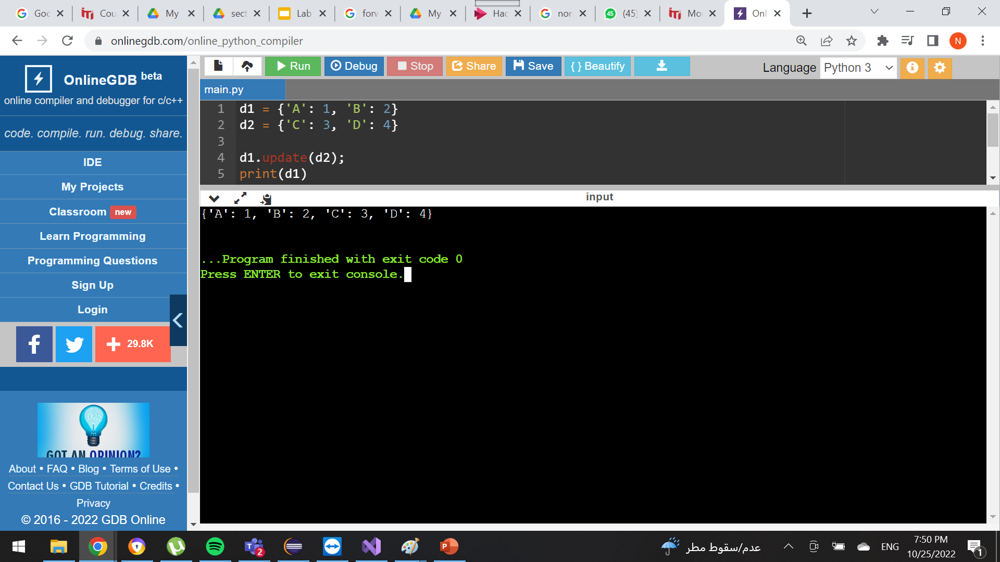 Goo
Cou
My
sect
Lab
forv
My
Hac
nor
(45)
Mo
Onl
onlinegdb.com/online_python_compiler
N
OnlineGDB beta
online compiler and debugger for c/c++
code. compile. run. debug. share.
IDE
My Projects
Classroom new
Learn Programming
Programming Questions
Sign Up
Login
29.8K
idea
GOT AN OPINION?
About • FAQ • Blog • Terms of Use •
Contact Us • GDB Tutorial • Credits •
Privacy
© 2016 - 2022 GDB Online
Run Debug Stop Share Save { } Beautify
Language Python 3
main.py
1 d1 = {'A': 1, 'B': 2}
2 d2 = {'C': 3, 'D': 4}
3
4 d1.update(d2);
5 print(d1)
input
{'A': 1, 'B': 2, 'C': 3, 'D': 4}
...Program finished with exit code 0
Press ENTER to exit console.
عدم/سقوط مطر
ENG
7:50 PM
10/25/2022
2
1